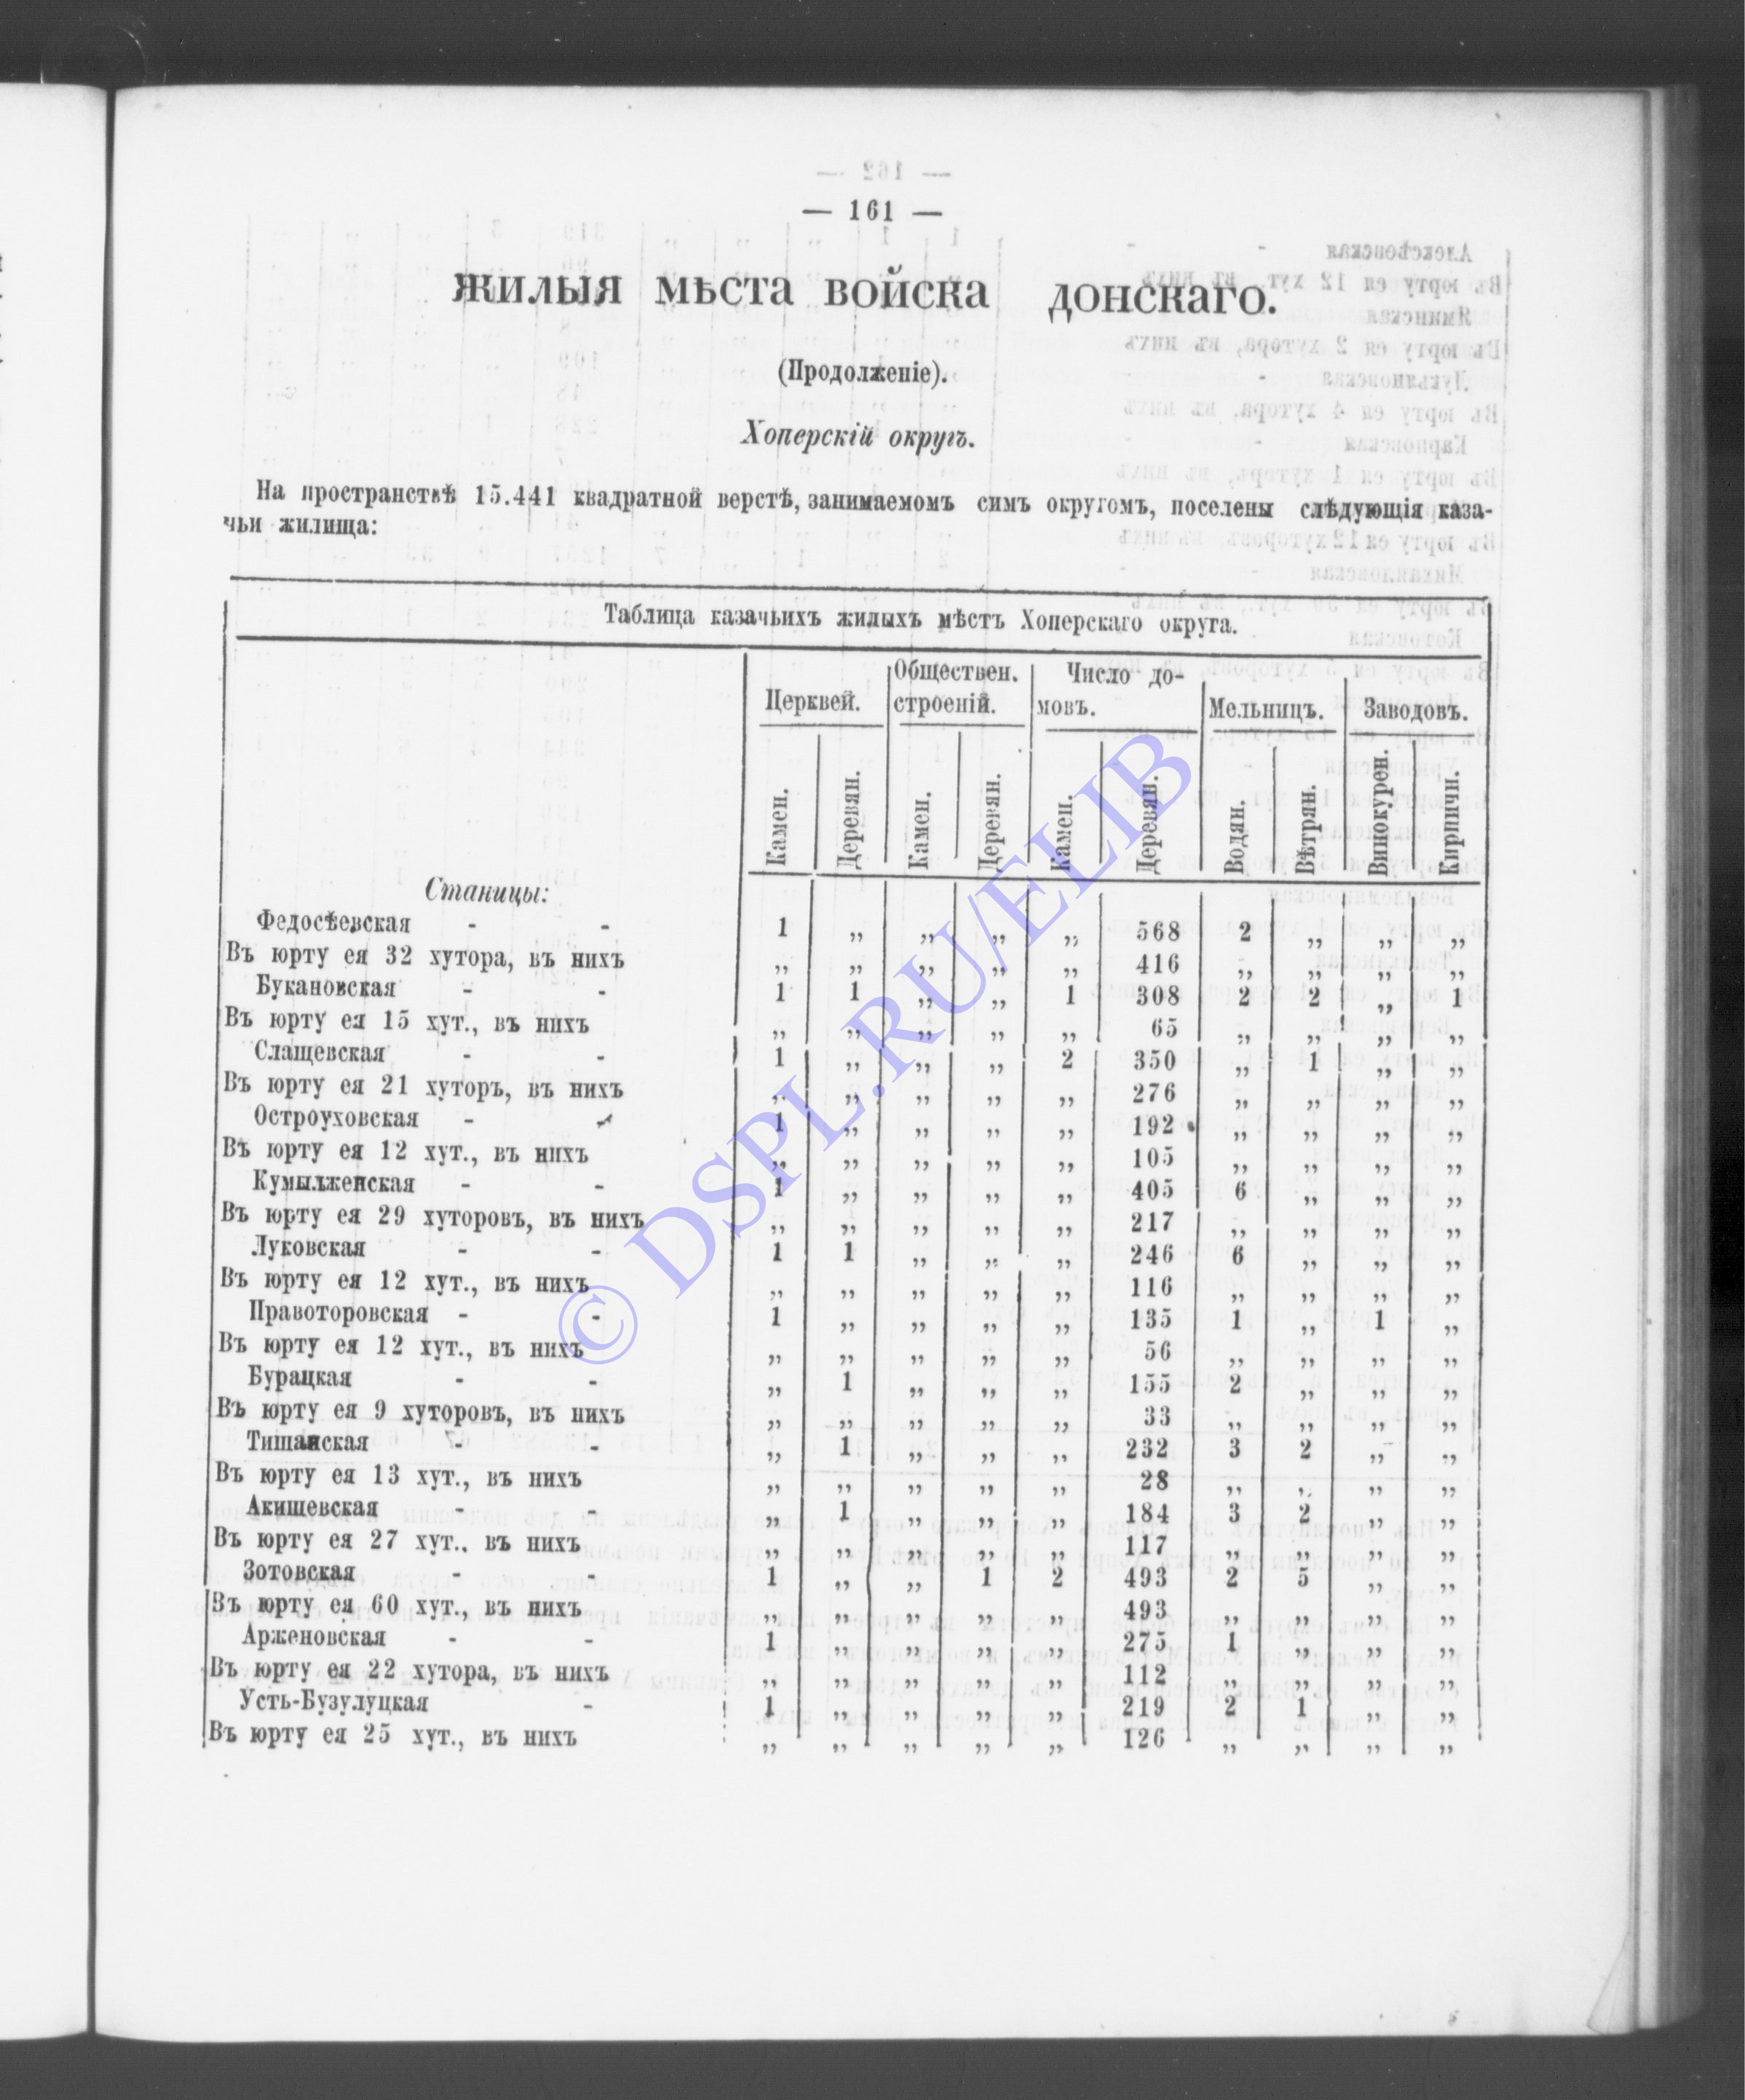 — 161 —
ЖИЛЫЯ МѢСТА ВОЙСКА ДОНСКАГО.
(Продолженіе).
Хоперскій округъ.
На пространствѣ 15.441 квадратной верстѣ, занимаемомъ симъ округомъ, поселены слѣдующія каза-
чьи жилища:
Таблица казачьихъ жилыхъ мѣстъ Хоперскаго округа.
Церквей. Обществен. строеній. Число до-мовъ. Мельницъ. Заводовъ.
Камен. Деревян. Камен. Деревян. Камен. Деревян. Водян. Вѣтрян. Винокурен. Кирпичн.
Станицы:
Федосѣевская - - 1 „ „ „ „ 568 2 „ „ „
Въ юрту ея 32 хутора, въ нихъ „ „ „ „ „ 416 „ „ „ „
Букановская - - 1 1 „ „ 1 308 2 2 „ 1
Въ юрту ея 15 хут., въ нихъ „ „ „ „ „ 65 „ „ „ „
Слащевская - - 1 „ „ „ 2 350 „ 1 „ „
Въ юрту ея 21 хуторъ, въ нихъ „ „ „ „ „ 276 „ „ „ „
Остроуховская - - 1 „ „ „ „ 192 „ „ „ „
Въ юрту ея 12 хут., въ нихъ „ „ „ „ „ 105 „ „ „ „
Кумылженская - - 1 „ „ „ „ 405 6 „ „ „
Въ юрту ея 29 хуторовъ, въ нихъ „ „ „ „ „ 217 „ „ „ „
Луковская - - 1 1 „ „ „ 246 6 „ „ „
Въ юрту ея 12 хут., въ нихъ „ „ „ „ „ 116 „ „ „ „
Правоторовская - - 1 „ „ „ „ 135 1 „ 1 „
Въ юрту ея 12 хут., въ нихъ „ „ „ „ „ 56 „ „ „ „
Бурацкая - - „ 1 „ „ „ 155 2 „ „ „
Въ юрту ея 9 хуторовъ, въ нихъ „ „ „ „ „ 33 „ „ „ „
Тишанская - - „ 1 „ „ „ 232 3 2 „ „
Въ юрту ея 13 хут., въ нихъ „ „ „ „ „ 28 „ „ „ „
Акишевская - - „ 1 „ „ „ 184 3 2 „ „
Въ юрту ея 27 хут., въ нихъ „ „ „ „ „ 117 „ „ „ „
Зотовская - - 1 „ „ 1 2 493 2 5 „ „
Въ юрту ея 60 хут., въ нихъ „ „ „ „ „ 493 „ „ „ „
Арженовская - - 1 „ „ „ „ 275 1 „ „ „
Въ юрту ея 22 хутора, въ нихъ „ „ „ „ „ 112 „ „ „ „
Усть-Бузулуцкая - 1 „ „ „ „ 219 2 1 „ „
Въ юрту ея 25 хут., въ нихъ „ „ „ „ „ 126 „ „ „ „
© DSPL.RU/ELIB